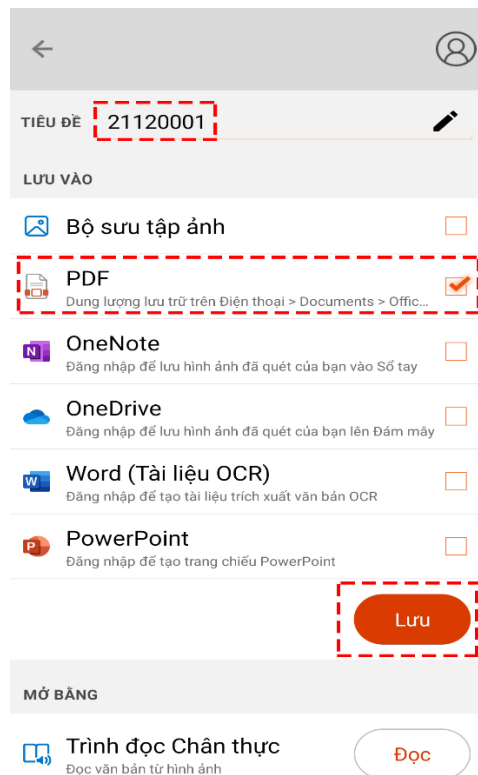 TIÊU ĐỀ 21120001
LƯU VÀO
Bộ sưu tập ảnh
PDF
Dung lượng lưu trữ trên Điện thoại > Documents > Offic...
OneNote
Đăng nhập để lưu hình ảnh đã quét của bạn vào Sổ tay
OneDrive
Đăng nhập để lưu hình ảnh đã quét của bạn lên Đám mây
Word (Tài liệu OCR)
Đăng nhập để tạo tài liệu trích xuất văn bản OCR
PowerPoint
Đăng nhập để tạo trang chiếu PowerPoint
Lưu
MỞ BẰNG
Trình đọc Chân thực
Đọc văn bản từ hình ảnh
Đọc